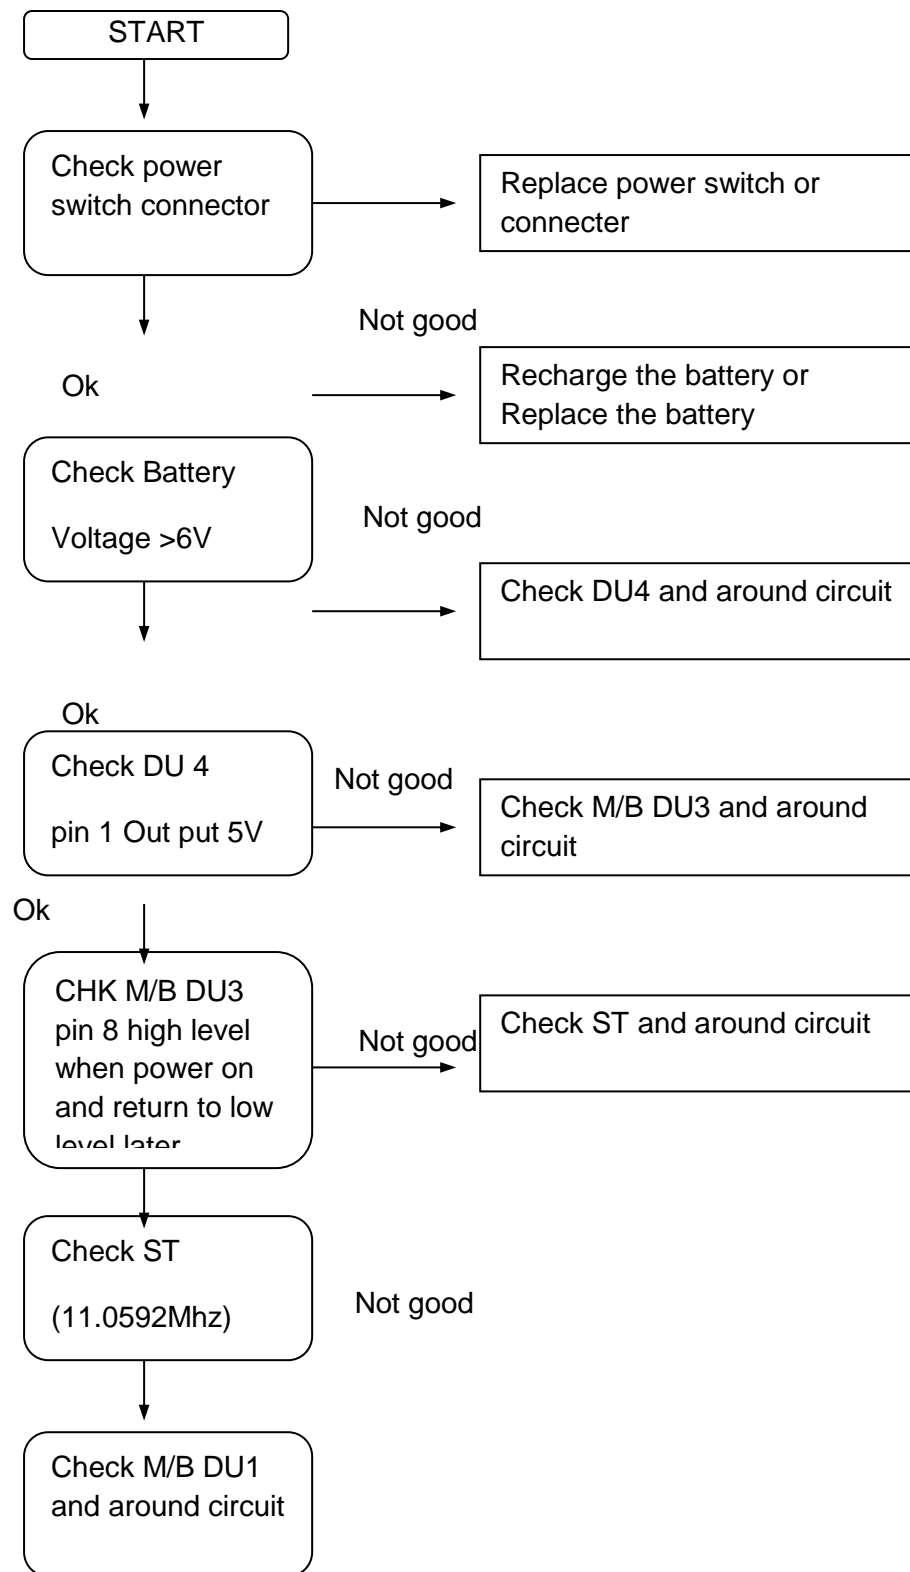 START
Check power
switch connector
Replace power switch or
connecter
Not good
Ok
Recharge the battery or
Replace the battery
Check Battery
Voltage >6V
Not good
Check DU4 and around circuit
Ok
Check DU 4
pin 1 Out put 5V
Not good
Check M/B DU3 and around
circuit
Ok
CHK M/B DU3
pin 8 high level
when power on
and return to low
level later
Not good
Check ST and around circuit
Check ST
(11.0592Mhz)
Not good
Check M/B DU1
and around circuit